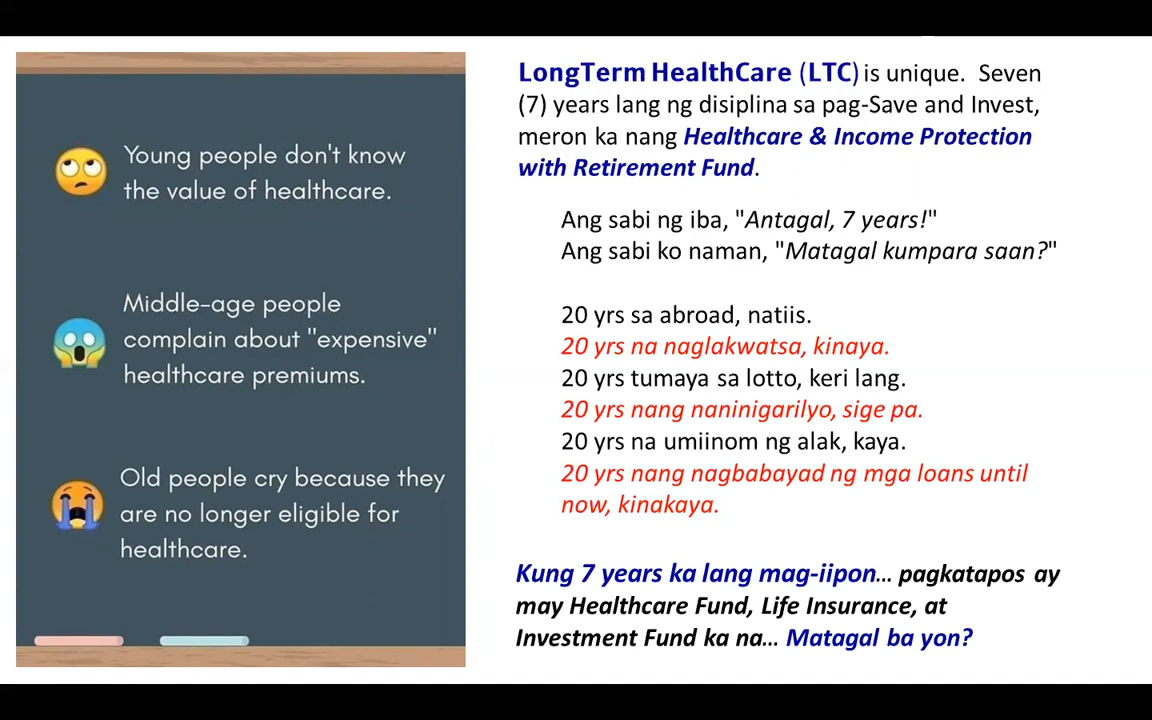 Young people don't know
the value of healthcare.
Middle-age people
complain about "expensive"
healthcare premiums.
Old people cry because they
are no longer eligible for
healthcare.
LongTerm HealthCare (LTC) is unique. Seven
(7) years lang ng disiplina sa pag-Save and Invest,
meron ka nang Healthcare & Income Protection
with Retirement Fund.
Ang sabi ng iba, "Antagal, 7 years!"
Ang sabi ko naman, "Matagal kumpara saan?"
20 yrs sa abroad, natiis.
20 yrs na naglakwatsa, kinaya.
20 yrs tumaya sa lotto, keri lang.
20 yrs nang naninigarilyo, sige pa.
20 yrs na umiinom ng alak, kaya.
20 yrs nang nagbabayad ng mga loans until
now, kinakaya.
Kung 7 years ka lang mag-iipon... pagkatapos ay
may Healthcare Fund, Life Insurance, at
Investment Fund ka na... Matagal ba yon?